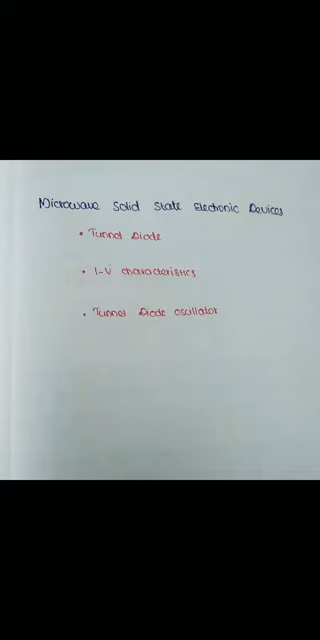 Microwave Solid State Electronic Devices
• Tunnel Diode
• I-V characteristics
• Tunnel Diode oscillator